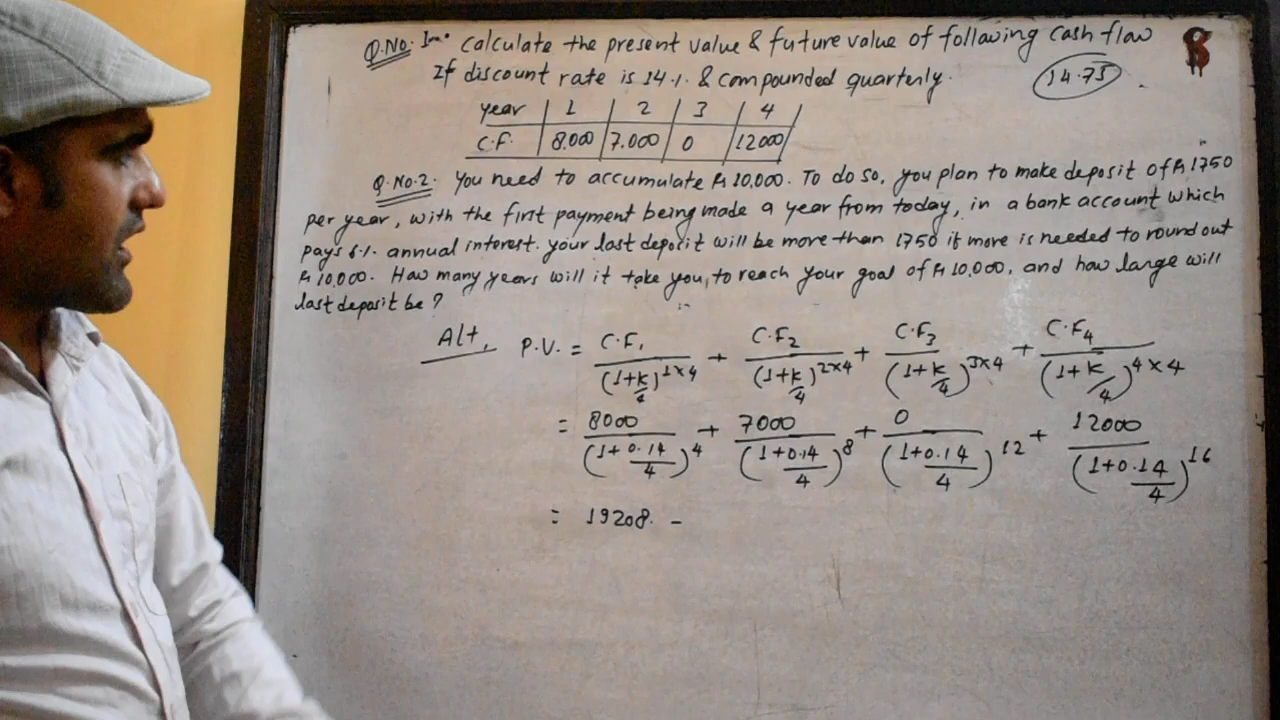 Q.No. 1 Calculate the present value & future value of following cash flow
If discount rate is 14.1. & compounded quarterly. 14.75
year | 1 | 2 | 3 | 4
C.F. | 8.000 | 7.000 | 0 | 12000
Q.No.2. You need to accumulate Rs 10,000. To do so, you plan to make deposit of Rs 1750
per year, with the first payment being made a year from today, in a bank account which
pays 6.1. annual interest. your last deposit will be more than 1750 if more is needed to round out
Rs 10,000. How many years will it take you, to reach your goal of Rs 10,000, and how large will
last deposit be?
Alt, P.V. = C.F1/(1+k/4)^1×4 + C.F2/(1+k/4)^2×4 + C.F3/(1+k/4)^3×4 + C.F4/(1+k/4)^4×4
= 8000/(1+0.14/4)^4 + 7000/(1+0.14/4)^8 + 0/(1+0.14/4)^12 + 12000/(1+0.14/4)^16
= 19208. -